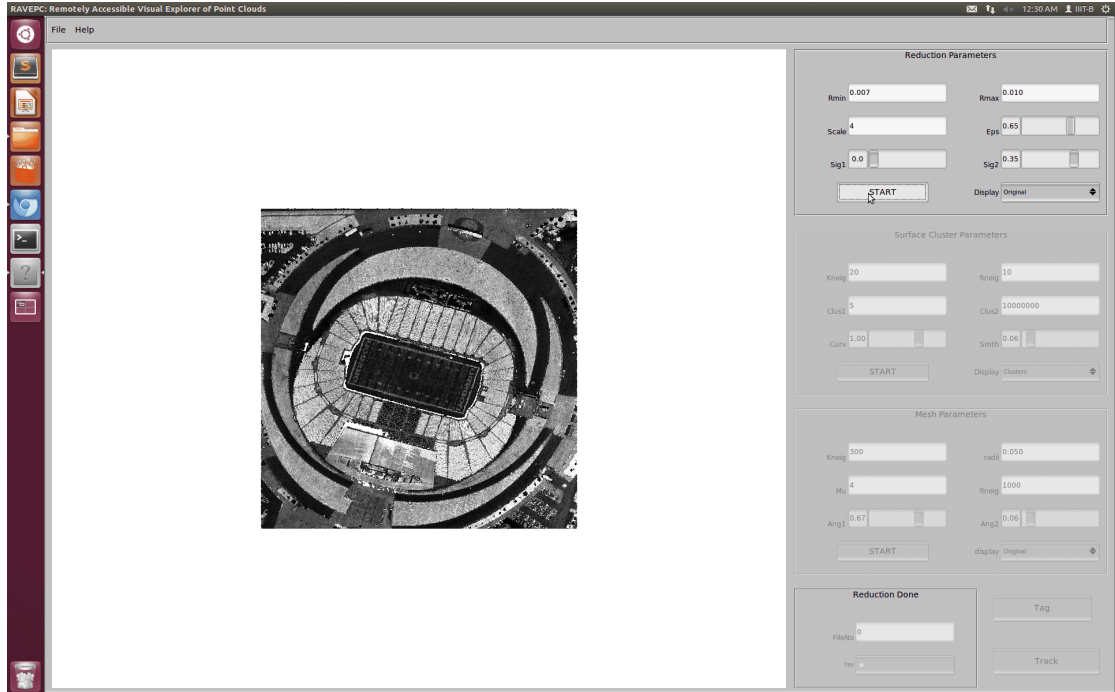 RAVEPC: Remotely Accessible Visual Explorer of Point Clouds 12:30 AM IIIT-B
File Help
Reduction Parameters
Rmin 0.007 Rmax 0.010
Scale 4 Eps 0.65
Sig1 0.0 Sig2 0.35
START Display Original
Surface Cluster Parameters
Kneig 20 Rneig 10
Clus1 5 Clus2 10000000
Curv 1.00 Smth 0.06
START Display Clusters
Mesh Parameters
Kneig 300 radii 0.050
Mu 4 Rneig 1000
Ang1 0.67 Ang2 0.06
START display Original
Reduction Done
Tag
FileNo 0
Yes
Track